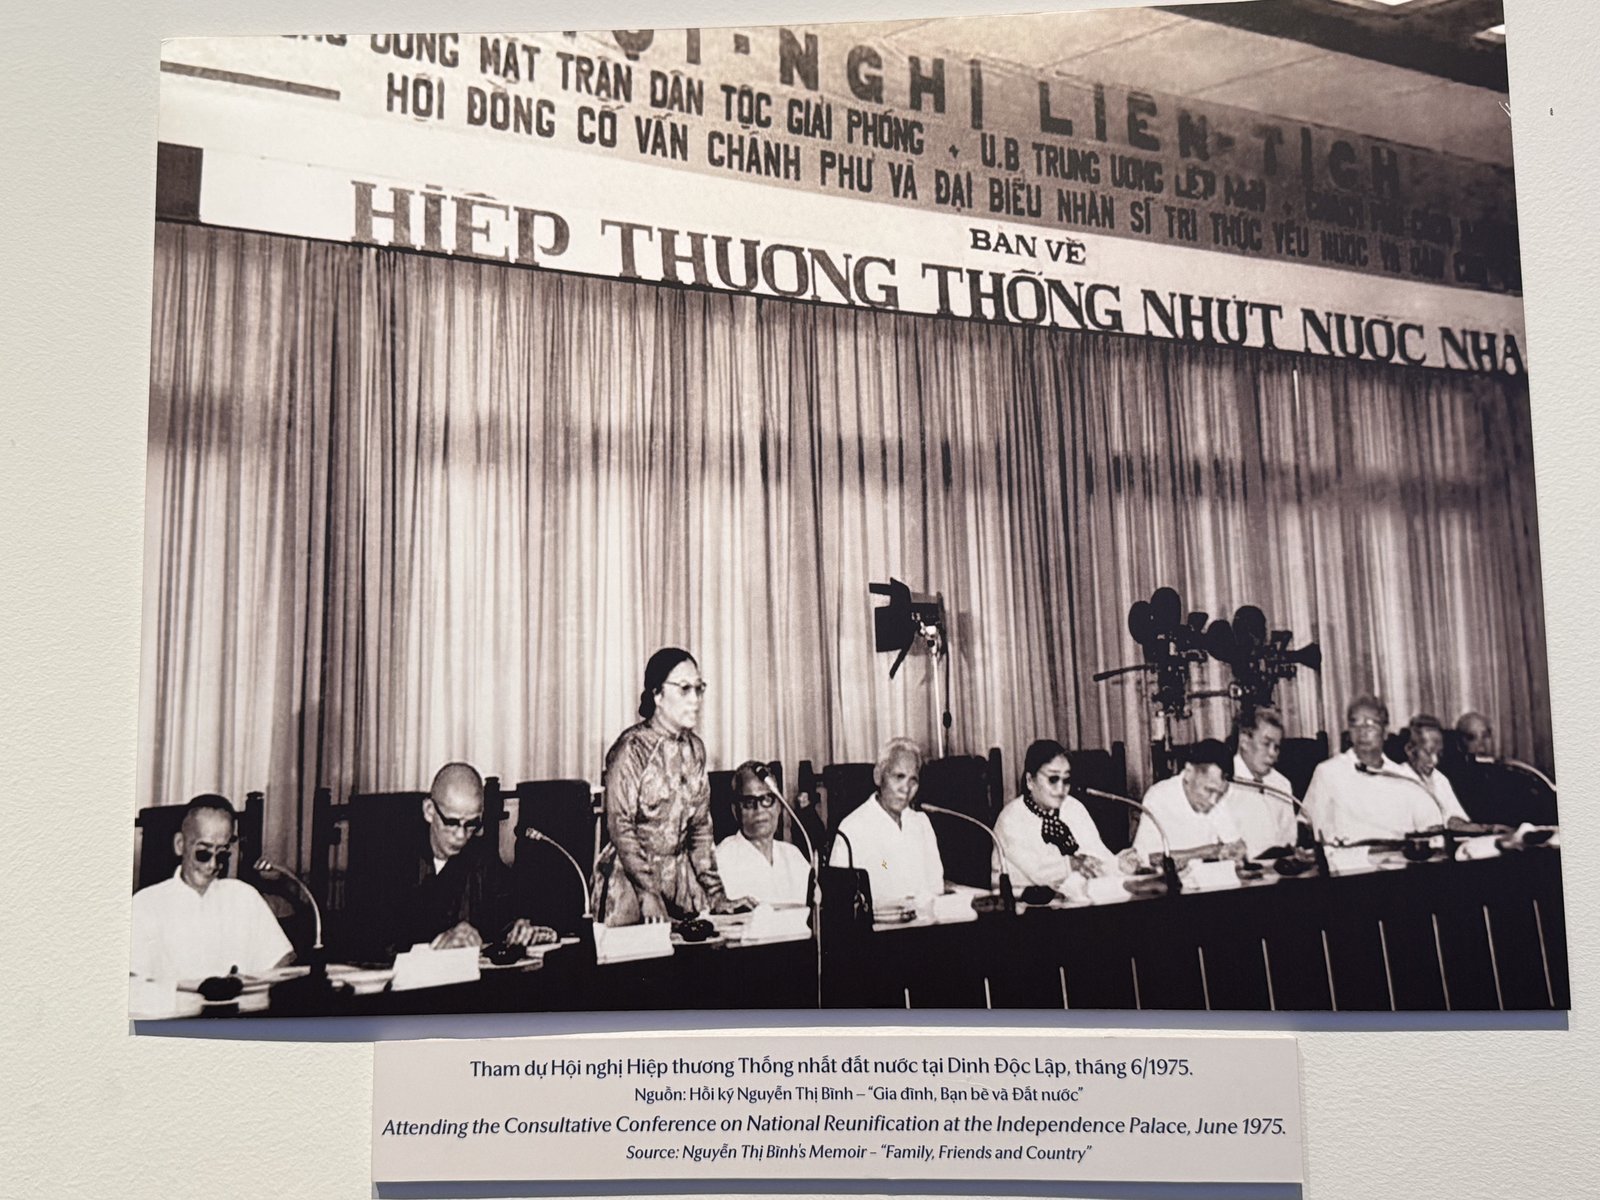 NGHỊ LIÊN-TỊCH
ĐỒNG MẶT TRẬN DÂN TỘC GIẢI PHÓNG + U.B. TRUNG ƯƠNG
HỘI ĐỒNG CỐ VẤN CHÁNH PHỦ VÀ ĐẠI BIỂU NHÂN SĨ TRÍ THỨC YÊU NƯỚC VÀ
BÀN VỀ
HIỆP THƯƠNG THỐNG NHỨT NƯỚC NHÀ
Tham dự Hội nghị Hiệp thương Thống nhất đất nước tại Dinh Độc Lập, tháng 6/1975.
Nguồn: Hồi ký Nguyễn Thị Bình – “Gia đình, Bạn bè và Đất nước”
Attending the Consultative Conference on National Reunification at the Independence Palace, June 1975.
Source: Nguyễn Thị Bình's Memoir – “Family, Friends and Country”